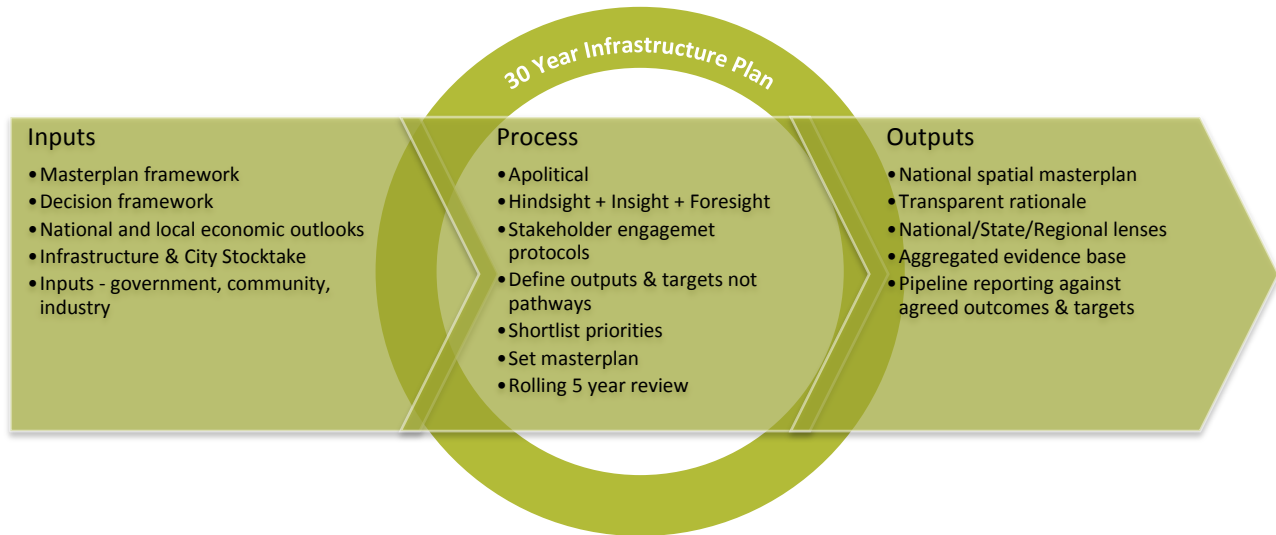 30 Year Infrastructure Plan
Inputs
•Masterplan framework
•Decision framework
•National and local economic outlooks
•Infrastructure & City Stocktake
•Inputs - government, community,
industry
Process
•Apolitical
•Hindsight + Insight + Foresight
•Stakeholder engagemet
protocols
•Define outputs & targets not
pathways
•Shortlist priorities
•Set masterplan
•Rolling 5 year review
Outputs
•National spatial masterplan
•Transparent rationale
•National/State/Regional lenses
•Aggregated evidence base
•Pipeline reporting against
agreed outcomes & targets